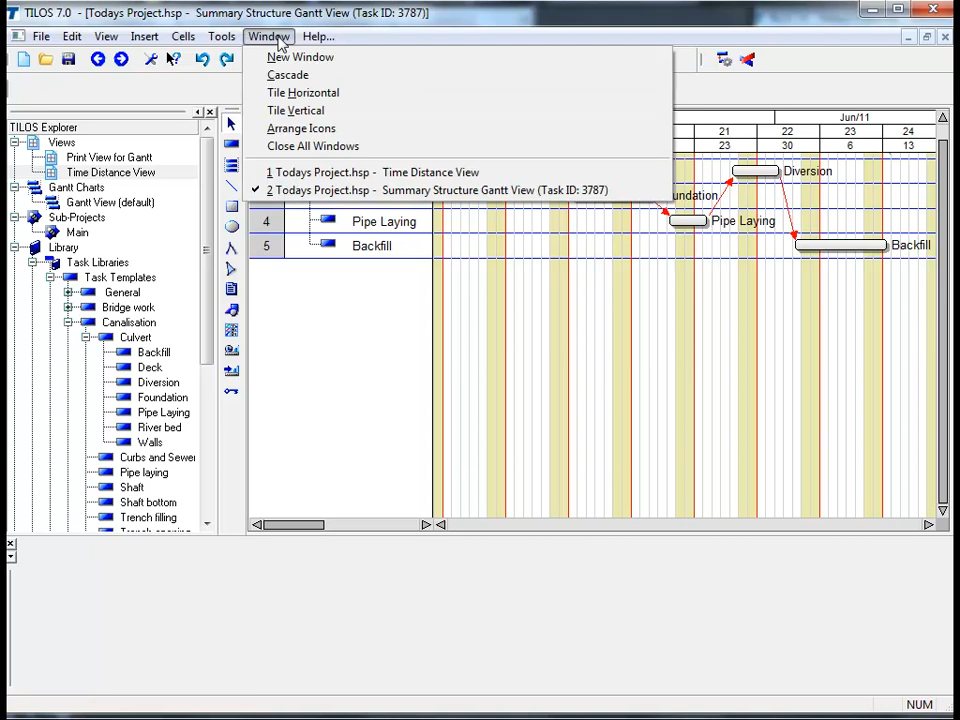 TILOS 7.0 - [Todays Project.hsp - Summary Structure Gantt View (Task ID: 3787)]
File Edit View Insert Cells Tools Window Help...
New Window
Cascade
Tile Horizontal
Tile Vertical
Arrange Icons
Close All Windows
1 Todays Project.hsp - Time Distance View
2 Todays Project.hsp - Summary Structure Gantt View (Task ID: 3787)
TILOS Explorer
Views
Print View for Gantt
Time Distance View
Gantt Charts
Gantt View (default)
Sub-Projects
Main
Library
Task Libraries
Task Templates
General
Bridge work
Canalisation
Culvert
Backfill
Deck
Diversion
Foundation
Pipe Laying
River bed
Walls
Curbs and Sewer
Pipe laying
Shaft
Shaft bottom
Trench filling
Jun/11
21 22 23 24
23 30 6 13
Diversion
undation
4 Pipe Laying Pipe Laying
5 Backfill Backfill
NUM